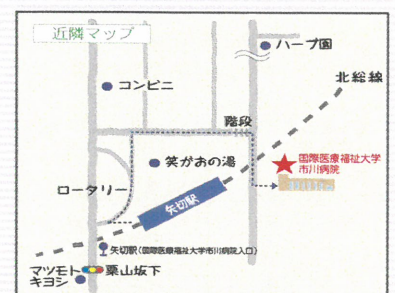 近隣マップ
ハーブ園
コンビニ
北総線
階段
笑がおの湯
国際医療福祉大学
市川病院
ロータリー
矢切駅
矢切駅(国際医療福祉大学市川病院入口)
マツモト
キヨシ
栗山坂下